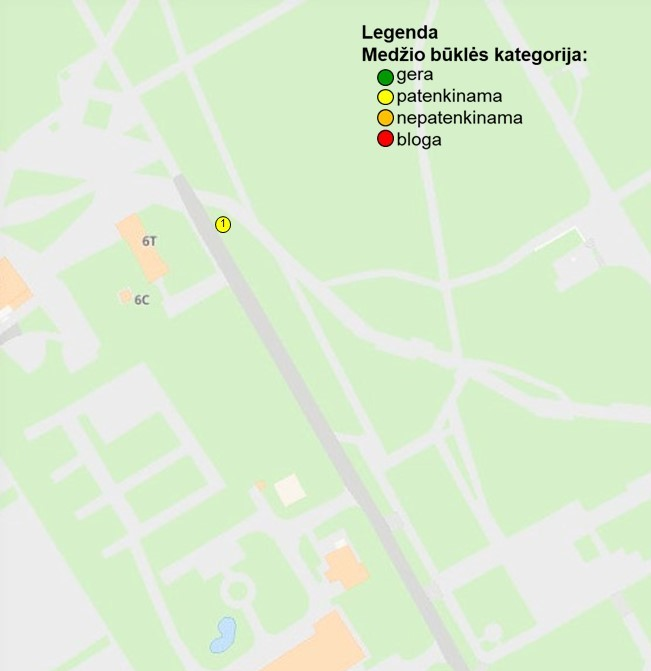 Legenda
Medžio būklės kategorija:
gera
patenkinama
nepatenkinama
bloga
1
6T
6C